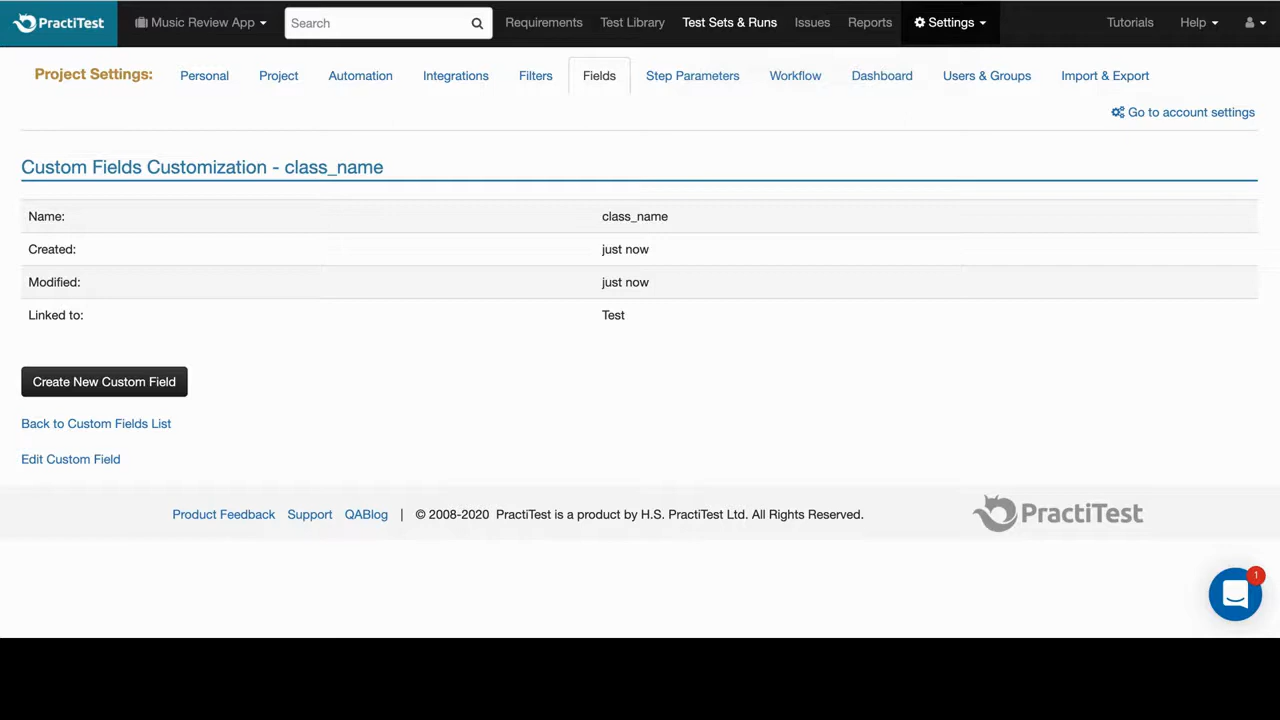 PractiTest Music Review App Search Requirements Test Library Test Sets & Runs Issues Reports Settings Tutorials Help
Project Settings: Personal Project Automation Integrations Filters Fields Step Parameters Workflow Dashboard Users & Groups Import & Export
Go to account settings
Custom Fields Customization - class_name
Name: class_name
Created: just now
Modified: just now
Linked to: Test
Create New Custom Field
Back to Custom Fields List
Edit Custom Field
Product Feedback Support QABlog | © 2008-2020 PractiTest is a product by H.S. PractiTest Ltd. All Rights Reserved. PractiTest
1